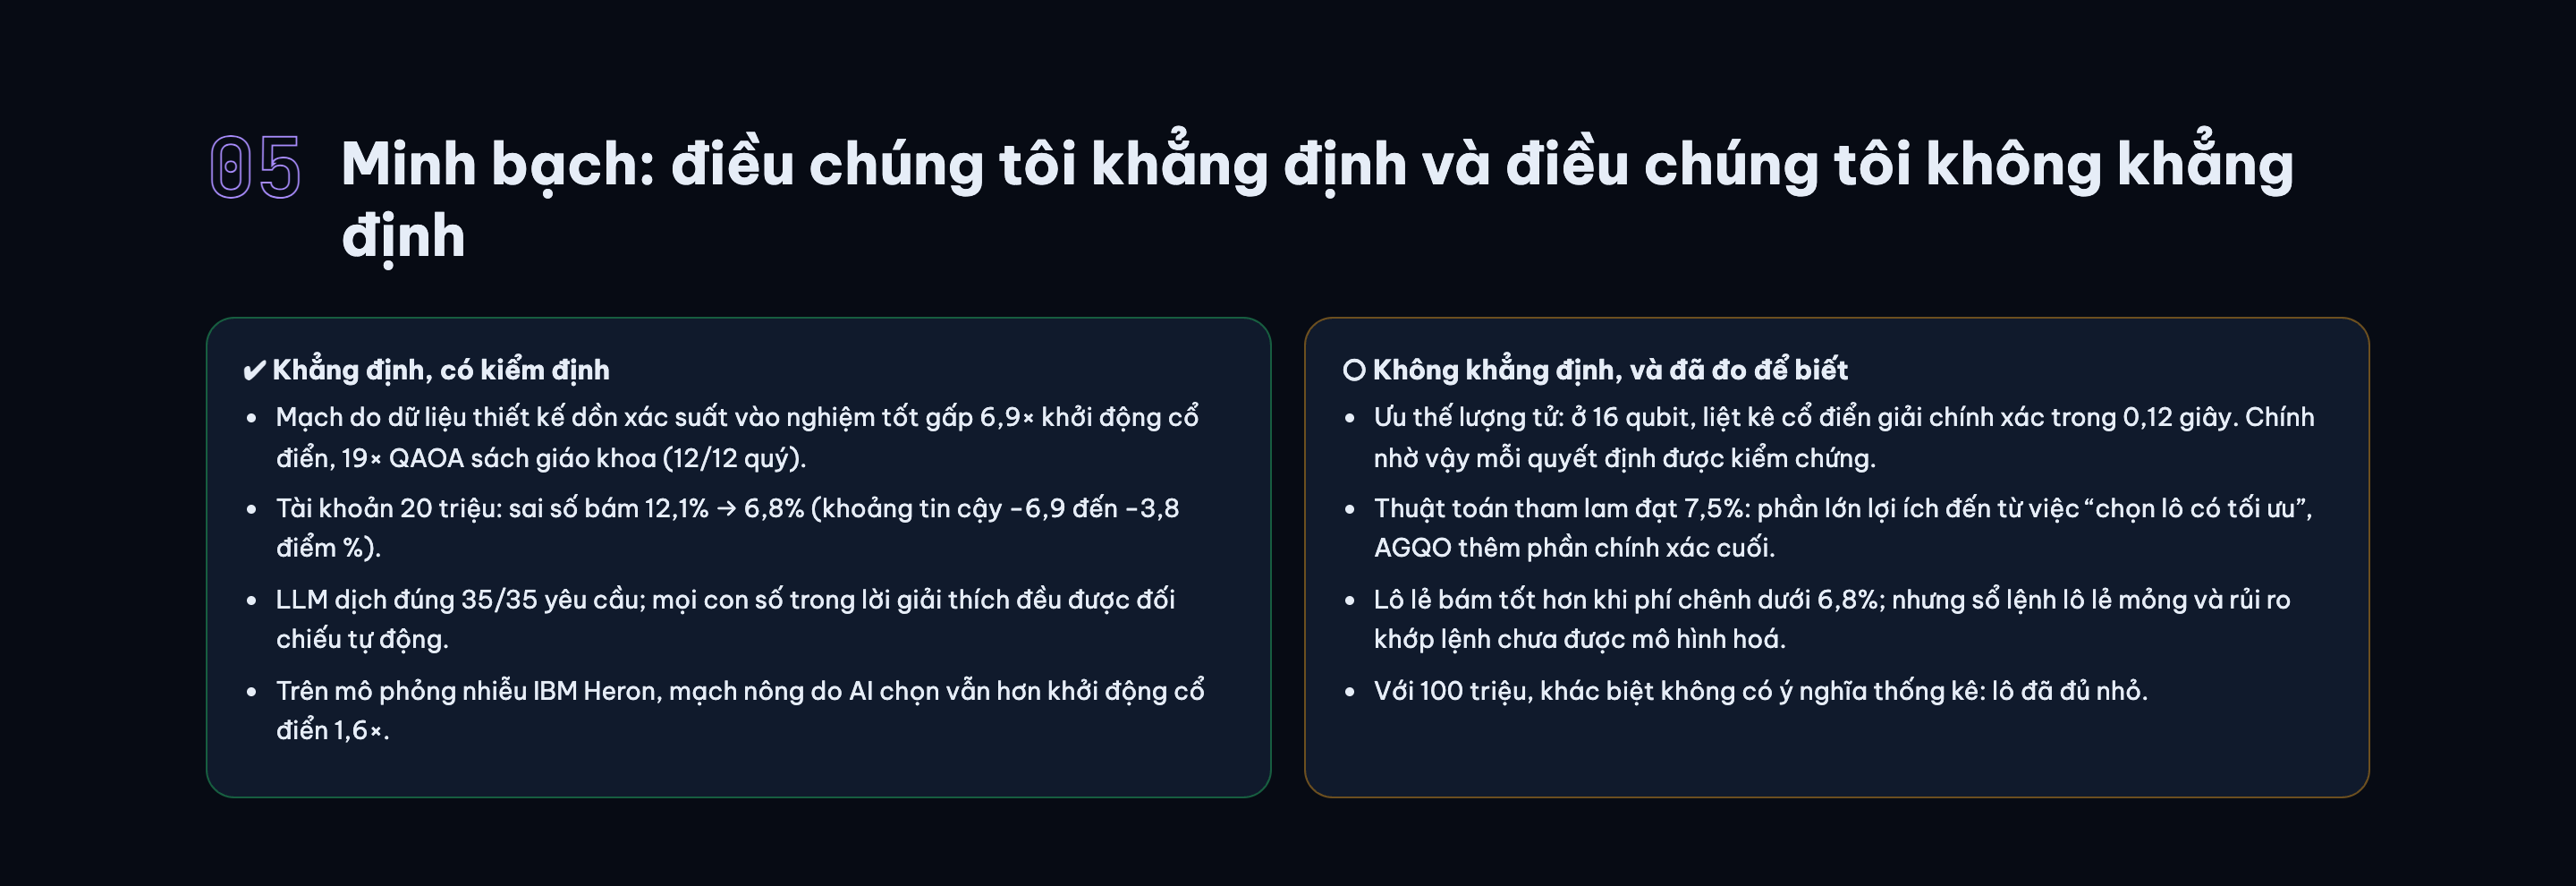 05 Minh bạch: điều chúng tôi khẳng định và điều chúng tôi không khẳng
định
✔ Khẳng định, có kiểm định
• Mạch do dữ liệu thiết kế dồn xác suất vào nghiệm tốt gấp 6,9× khởi động cổ
điển, 19× QAOA sách giáo khoa (12/12 quý).
• Tài khoản 20 triệu: sai số bám 12,1% → 6,8% (khoảng tin cậy −6,9 đến −3,8
điểm %).
• LLM dịch đúng 35/35 yêu cầu; mọi con số trong lời giải thích đều được đối
chiếu tự động.
• Trên mô phỏng nhiễu IBM Heron, mạch nông do AI chọn vẫn hơn khởi động cổ
điển 1,6×.
○ Không khẳng định, và đã đo để biết
• Ưu thế lượng tử: ở 16 qubit, liệt kê cổ điển giải chính xác trong 0,12 giây. Chính
nhờ vậy mỗi quyết định được kiểm chứng.
• Thuật toán tham lam đạt 7,5%: phần lớn lợi ích đến từ việc “chọn lô có tối ưu”,
AGQO thêm phần chính xác cuối.
• Lô lẻ bám tốt hơn khi phí chênh dưới 6,8%; nhưng sổ lệnh lô lẻ mỏng và rủi ro
khớp lệnh chưa được mô hình hoá.
• Với 100 triệu, khác biệt không có ý nghĩa thống kê: lô đã đủ nhỏ.